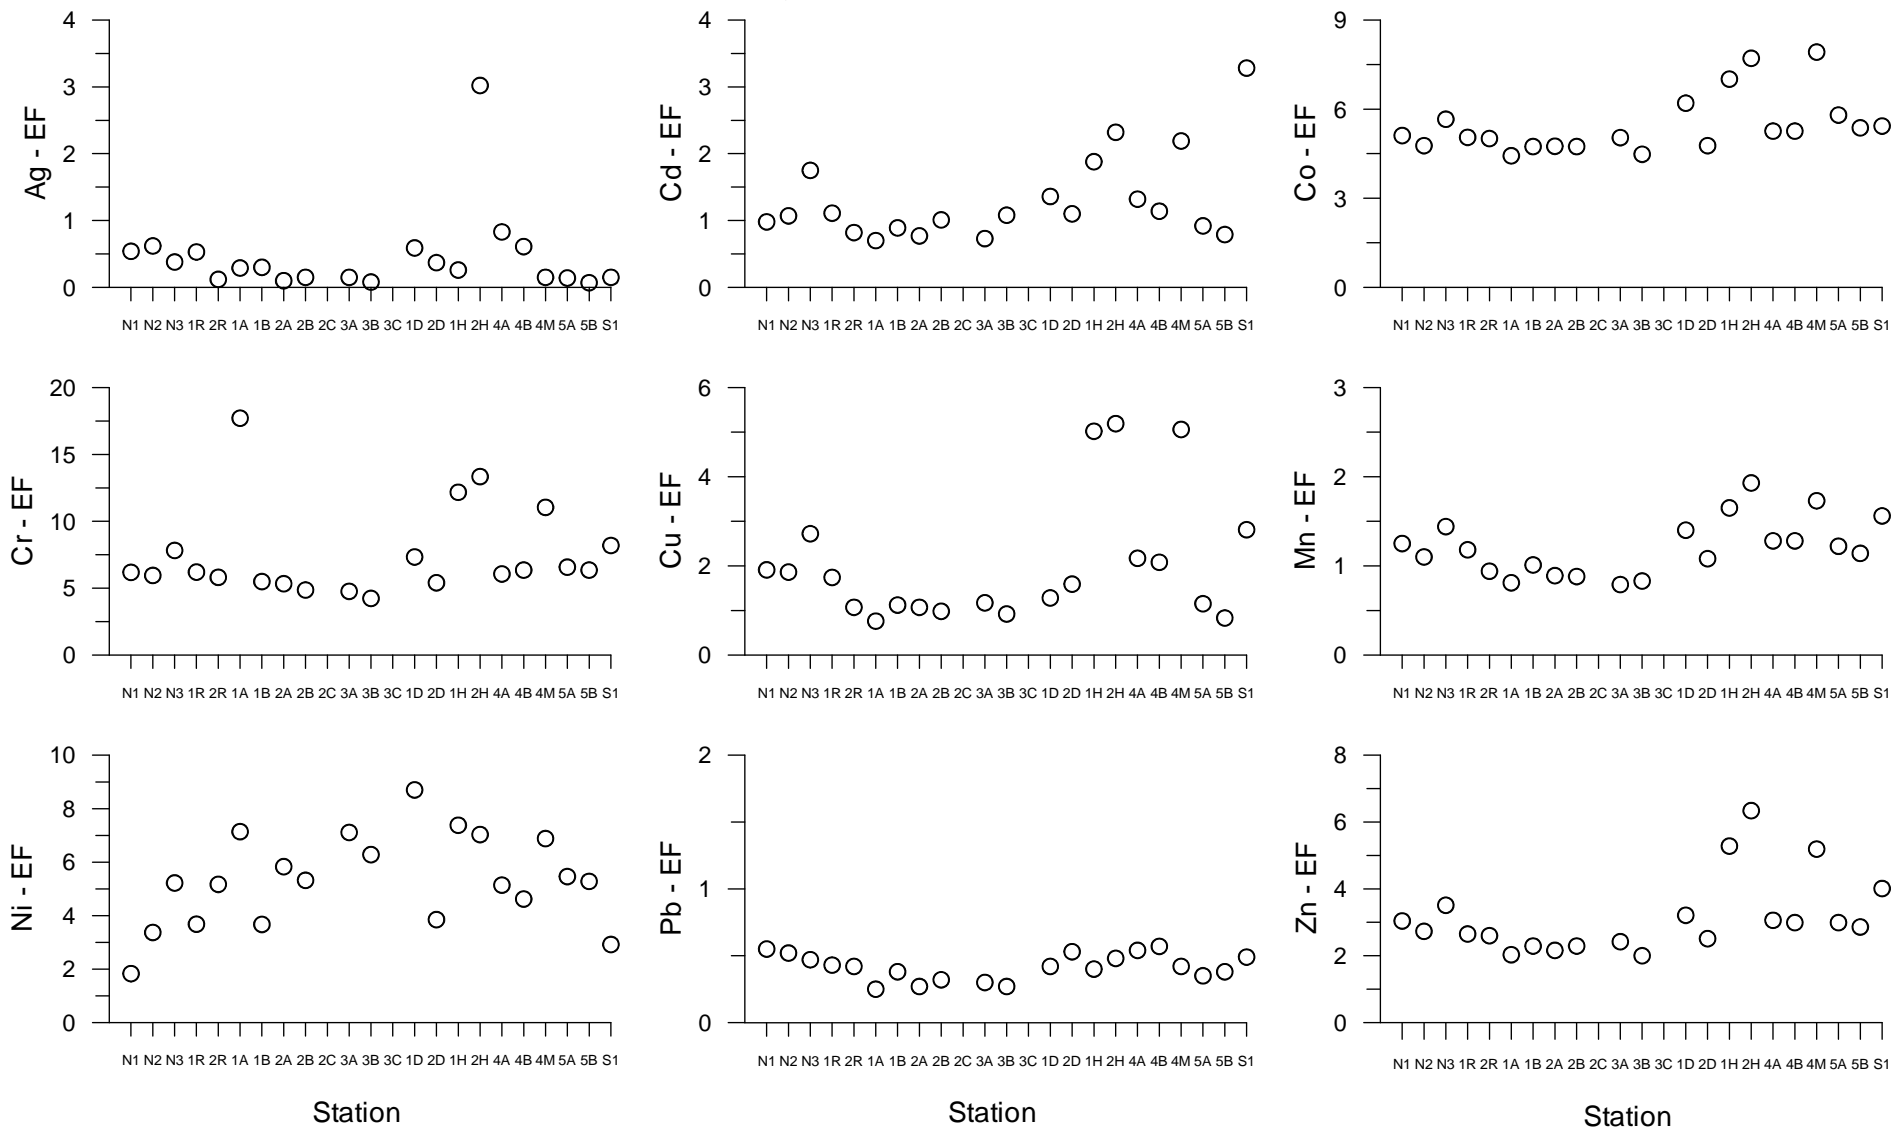 Ag - EF
4
3
2
1
0
N1 N2 N3 1R 2R 1A 1B 2A 2B 2C 3A 3B 3C 1D 2D 1H 2H 4A 4B 4M 5A 5B S1
Cd - EF
4
3
2
1
0
N1 N2 N3 1R 2R 1A 1B 2A 2B 2C 3A 3B 3C 1D 2D 1H 2H 4A 4B 4M 5A 5B S1
Co - EF
9
6
3
0
N1 N2 N3 1R 2R 1A 1B 2A 2B 2C 3A 3B 3C 1D 2D 1H 2H 4A 4B 4M 5A 5B S1
Cr - EF
20
15
10
5
0
N1 N2 N3 1R 2R 1A 1B 2A 2B 2C 3A 3B 3C 1D 2D 1H 2H 4A 4B 4M 5A 5B S1
Cu - EF
6
4
2
0
N1 N2 N3 1R 2R 1A 1B 2A 2B 2C 3A 3B 3C 1D 2D 1H 2H 4A 4B 4M 5A 5B S1
Mn - EF
3
2
1
0
N1 N2 N3 1R 2R 1A 1B 2A 2B 2C 3A 3B 3C 1D 2D 1H 2H 4A 4B 4M 5A 5B S1
Ni - EF
10
8
6
4
2
0
N1 N2 N3 1R 2R 1A 1B 2A 2B 2C 3A 3B 3C 1D 2D 1H 2H 4A 4B 4M 5A 5B S1
Station
Pb - EF
2
1
0
N1 N2 N3 1R 2R 1A 1B 2A 2B 2C 3A 3B 3C 1D 2D 1H 2H 4A 4B 4M 5A 5B S1
Station
Zn - EF
8
6
4
2
0
N1 N2 N3 1R 2R 1A 1B 2A 2B 2C 3A 3B 3C 1D 2D 1H 2H 4A 4B 4M 5A 5B S1
Station